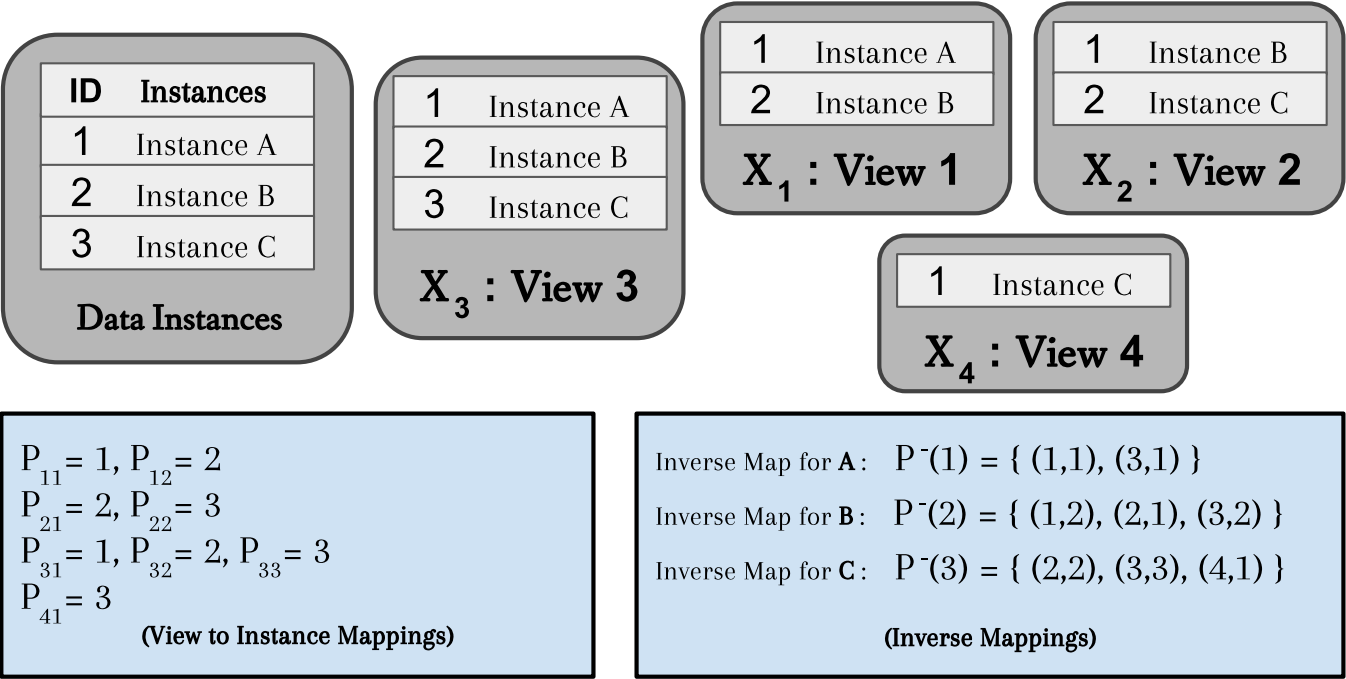 ID Instances
1 Instance A
2 Instance B
3 Instance C
Data Instances
1 Instance A
2 Instance B
3 Instance C
X₃ : View 3
1 Instance A
2 Instance B
X₁ : View 1
1 Instance B
2 Instance C
X₂ : View 2
1 Instance C
X₄ : View 4
P₁₁= 1, P₁₂= 2
P₂₁= 2, P₂₂= 3
P₃₁= 1, P₃₂= 2, P₃₃= 3
P₄₁= 3
(View to Instance Mappings)
Inverse Map for A : P⁻(1) = { (1,1), (3,1) }
Inverse Map for B : P⁻(2) = { (1,2), (2,1), (3,2) }
Inverse Map for C : P⁻(3) = { (2,2), (3,3), (4,1) }
(Inverse Mappings)